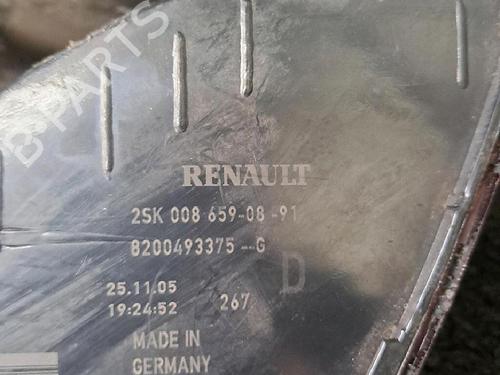 B-PARTS
RENAULT
2SK 008 659-08 -91
8200493375--G
D
25.11.05
19:24:52 267
MADE IN
GERMANY